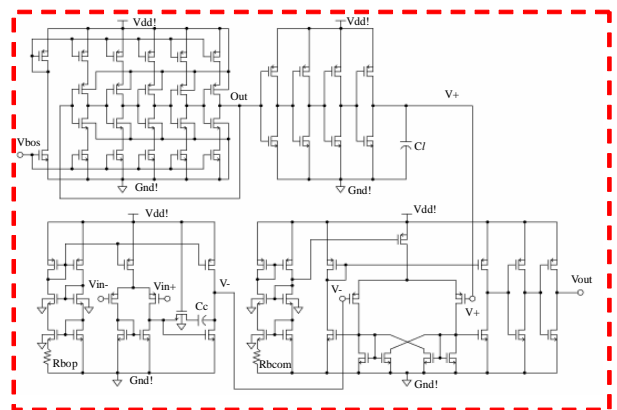 Vdd! Vdd!
Out V+
Vbos Cl
Gnd! Gnd!
Vdd! Vdd!
Vin- Vin+ V- V- Vout
Cc V+
Rbop Rbcom
Gnd! Gnd!